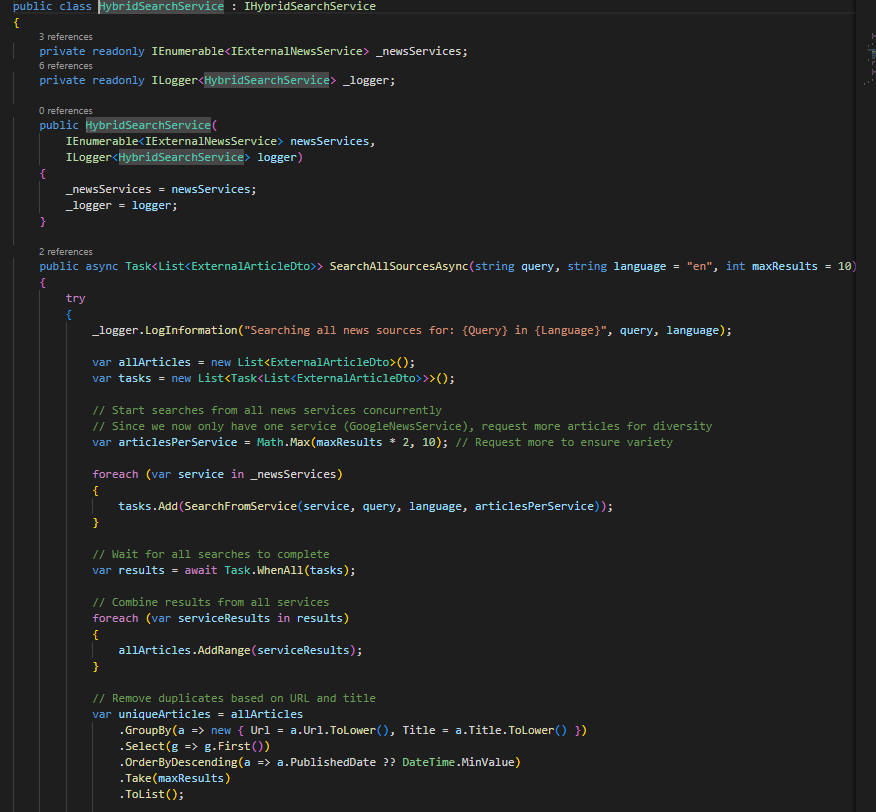 public class HybridSearchService : IHybridSearchService
{
3 references
private readonly IEnumerable<IExternalNewsService> _newsServices;
6 references
private readonly ILogger<HybridSearchService> _logger;
0 references
public HybridSearchService(
IEnumerable<IExternalNewsService> newsServices,
ILogger<HybridSearchService> logger)
{
_newsServices = newsServices;
_logger = logger;
}
2 references
public async Task<List<ExternalArticleDto>> SearchAllSourcesAsync(string query, string language = "en", int maxResults = 10)
{
try
{
_logger.LogInformation("Searching all news sources for: {Query} in {Language}", query, language);
var allArticles = new List<ExternalArticleDto>();
var tasks = new List<Task<List<ExternalArticleDto>>>();
// Start searches from all news services concurrently
// Since we now only have one service (GoogleNewsService), request more articles for diversity
var articlesPerService = Math.Max(maxResults * 2, 10); // Request more to ensure variety
foreach (var service in _newsServices)
{
tasks.Add(SearchFromService(service, query, language, articlesPerService));
}
// Wait for all searches to complete
var results = await Task.WhenAll(tasks);
// Combine results from all services
foreach (var serviceResults in results)
{
allArticles.AddRange(serviceResults);
}
// Remove duplicates based on URL and title
var uniqueArticles = allArticles
.GroupBy(a => new { Url = a.Url.ToLower(), Title = a.Title.ToLower() })
.Select(g => g.First())
.OrderByDescending(a => a.PublishedDate ?? DateTime.MinValue)
.Take(maxResults)
.ToList();